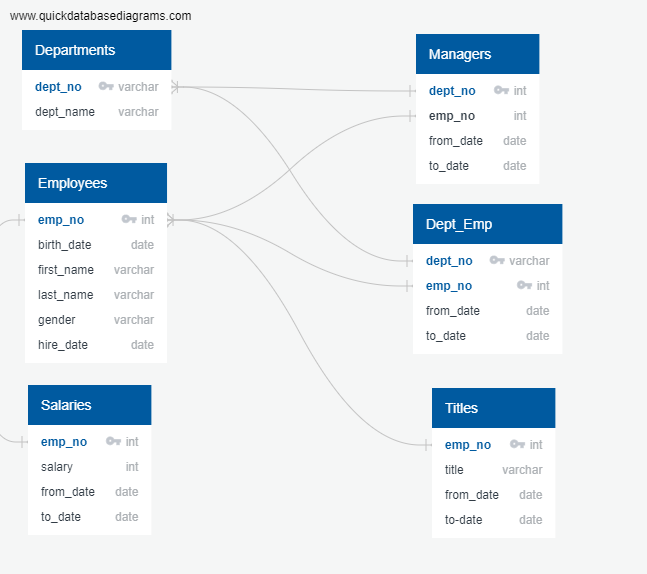 www.quickdatabasediagrams.com
Departments
dept_no varchar
dept_name varchar
Employees
emp_no int
birth_date date
first_name varchar
last_name varchar
gender varchar
hire_date date
Salaries
emp_no int
salary int
from_date date
to_date date
Managers
dept_no int
emp_no int
from_date date
to_date date
Dept_Emp
dept_no varchar
emp_no int
from_date date
to_date date
Titles
emp_no int
title varchar
from_date date
to-date date